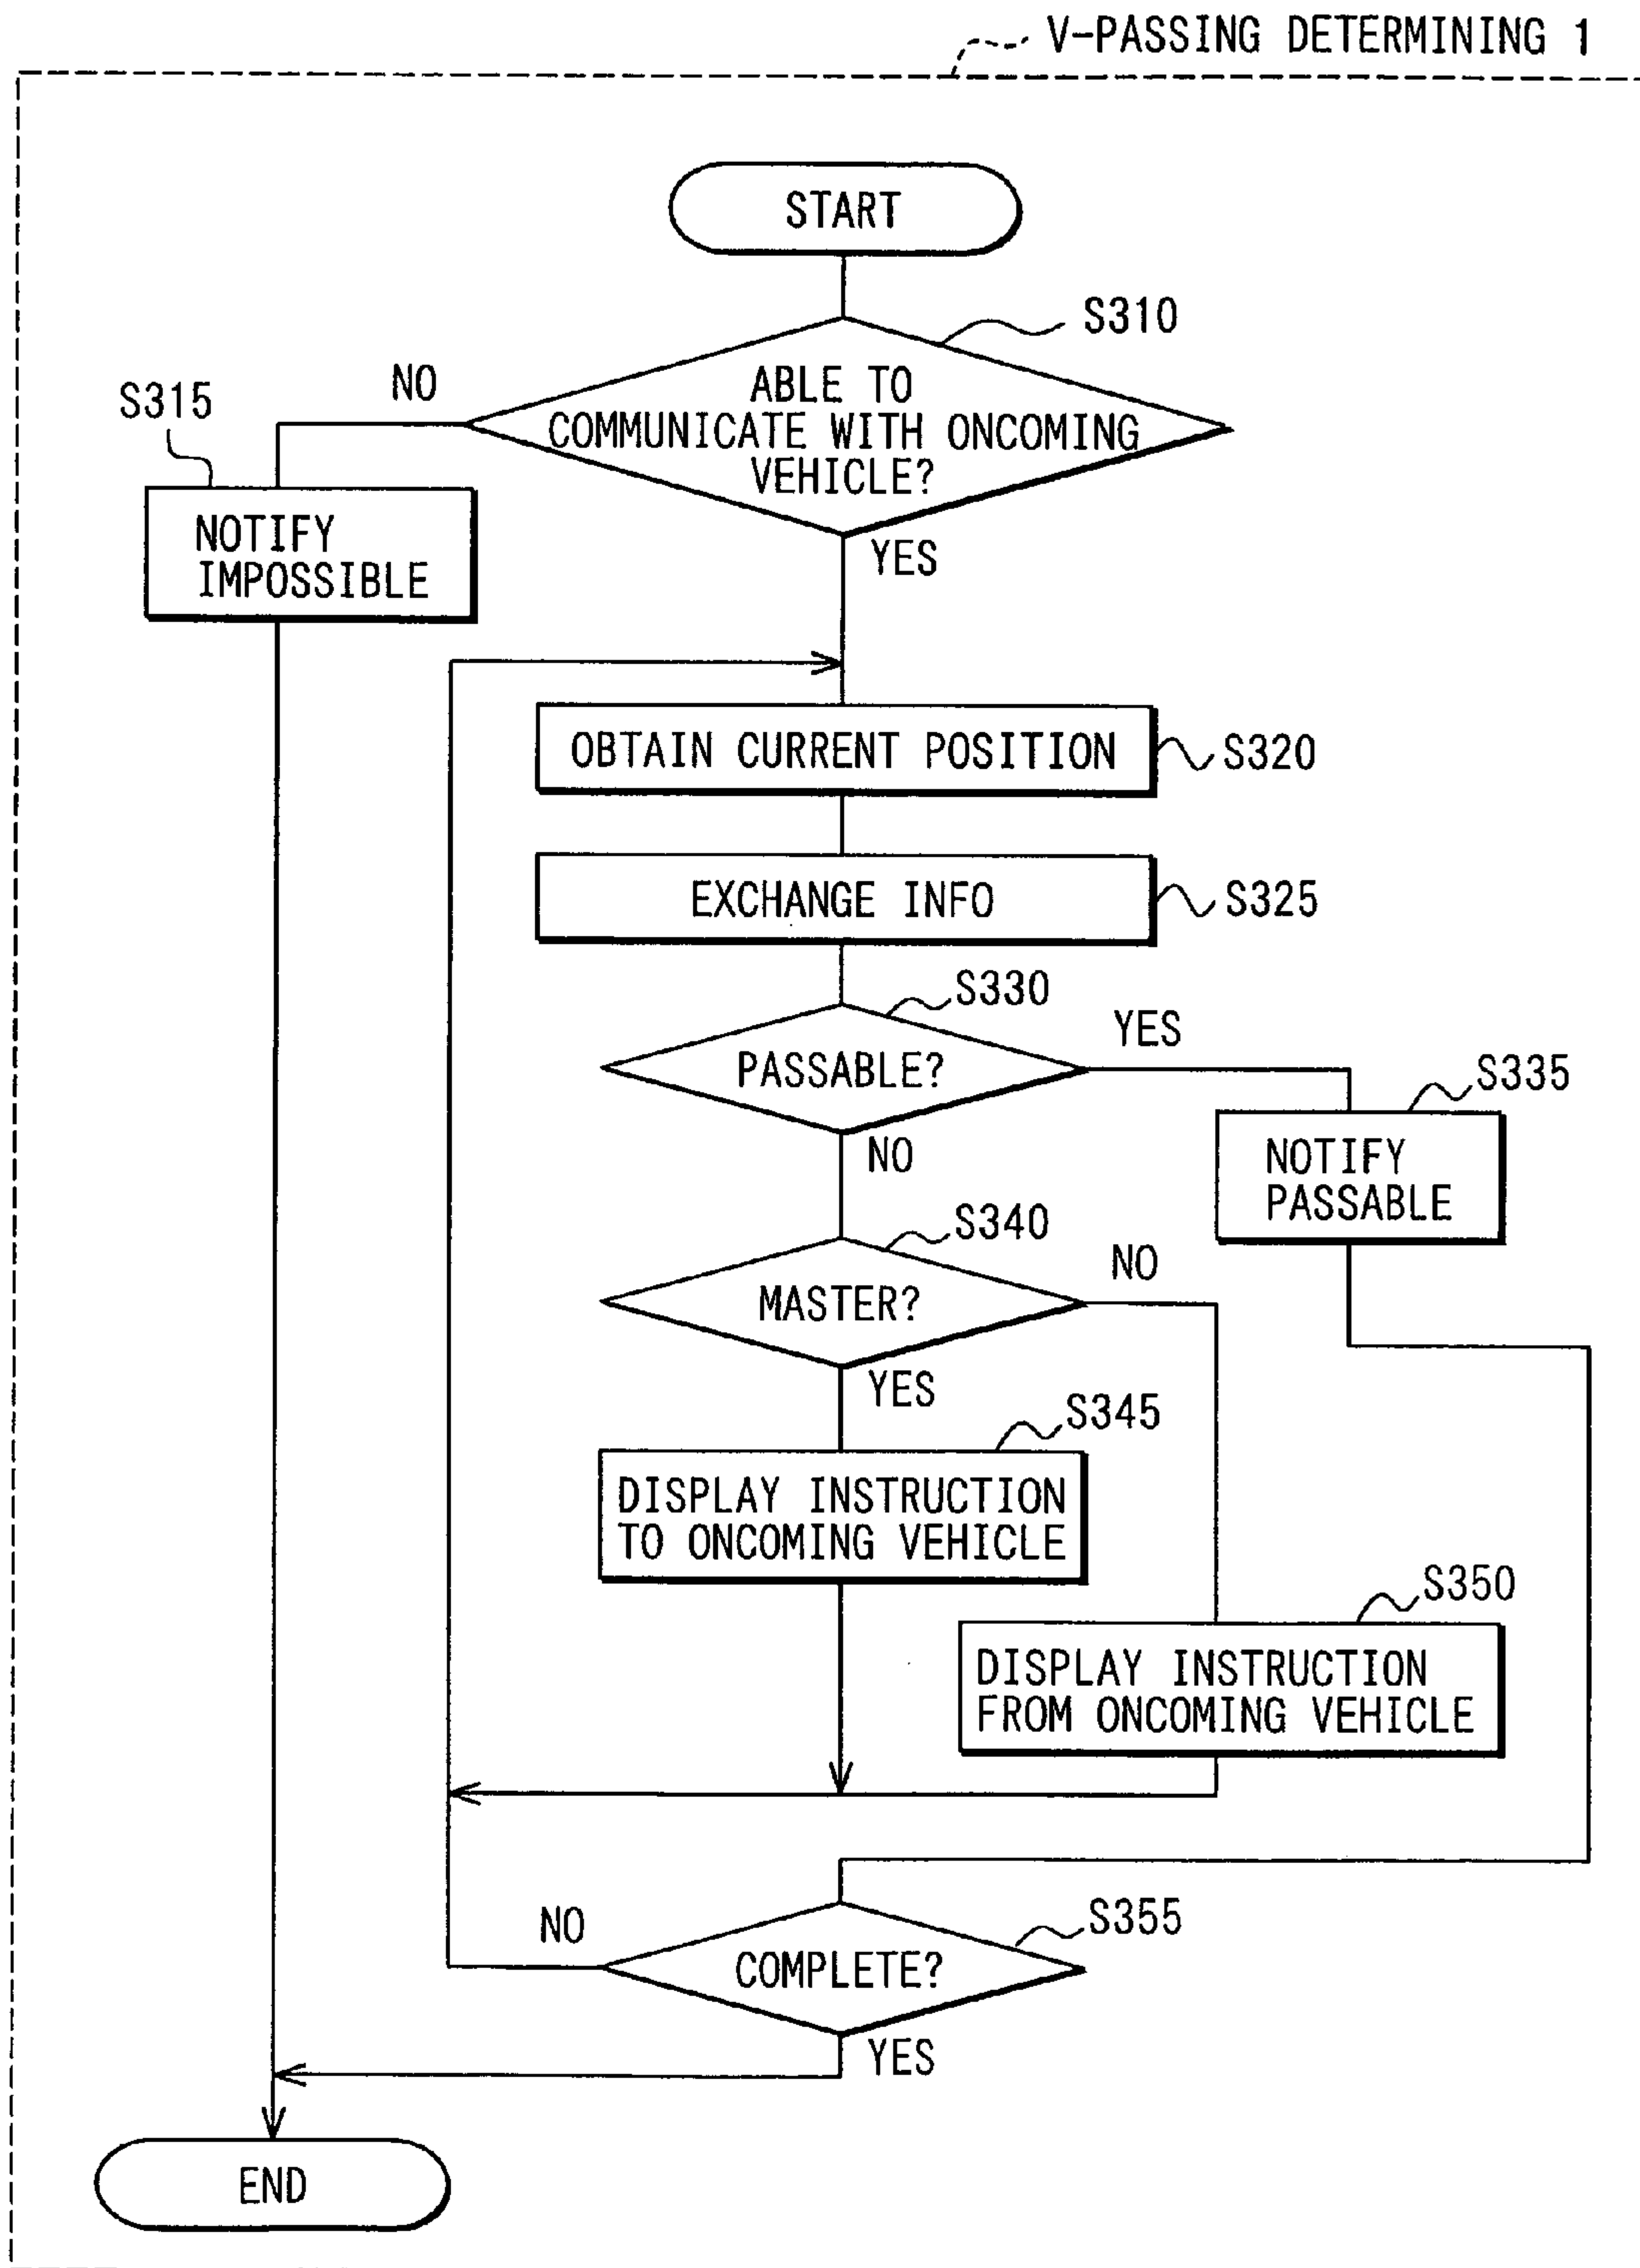 V-PASSING DETERMINING 1
START
S310
NO
ABLE TO
COMMUNICATE WITH ONCOMING
VEHICLE?
S315
YES
NOTIFY
IMPOSSIBLE
OBTAIN CURRENT POSITION
S320
EXCHANGE INFO
S325
S330
YES
PASSABLE?
S335
NO
NOTIFY
PASSABLE
S340
NO
MASTER?
YES
S345
DISPLAY INSTRUCTION
TO ONCOMING VEHICLE
S350
DISPLAY INSTRUCTION
FROM ONCOMING VEHICLE
NO
S355
COMPLETE?
YES
END